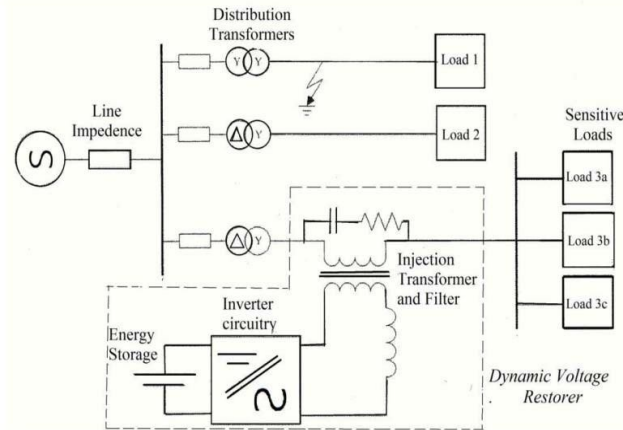 Distribution
Transformers
Y Y
Load 1
Line
Impedence
Sensitive
Loads
S
Δ Y
Load 2
Load 3a
Δ Y
Load 3b
Injection
Transformer
and Filter
Load 3c
Inverter
circuitry
Energy
Storage
Dynamic Voltage
. Restorer